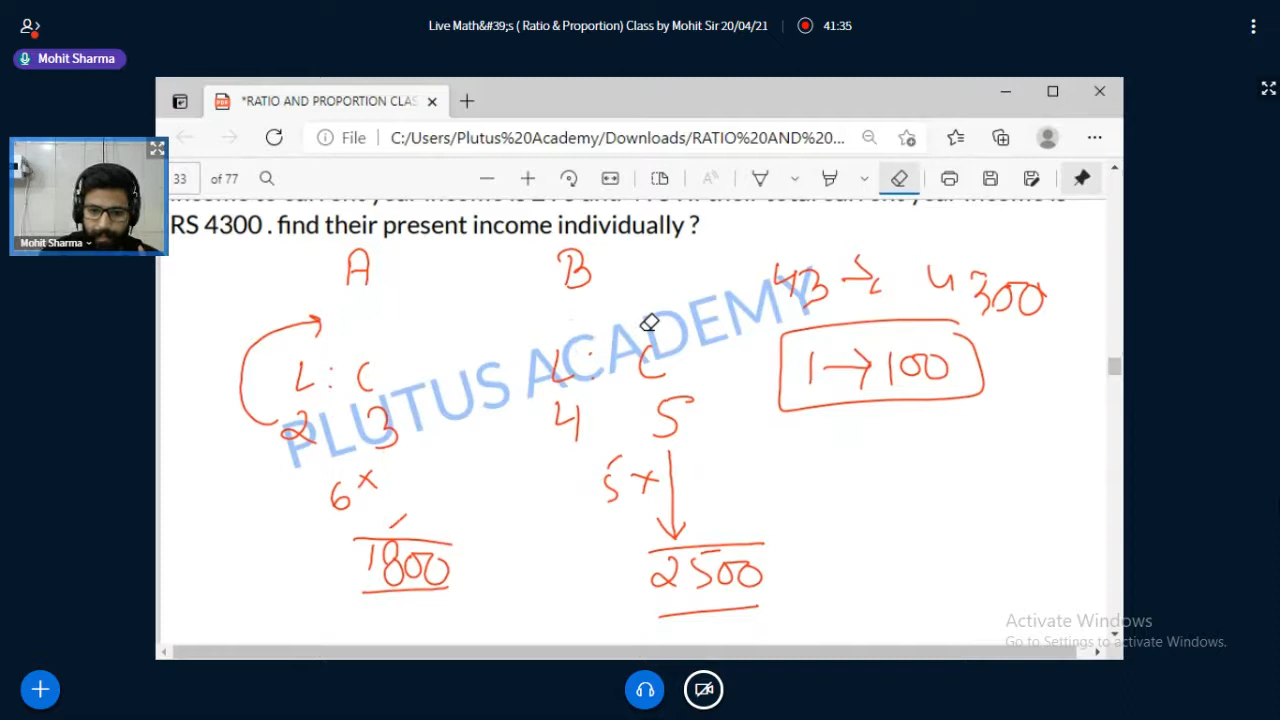 Live Math&#39;s ( Ratio & Proportion) Class by Mohit Sir 20/04/21
41:35
Mohit Sharma
*RATIO AND PROPORTION CLAS
File
C:/Users/Plutus%20Academy/Downloads/RATIO%20AND%20...
33 of 77
Mohit Sharma
RS 4300 . find their present income individually ?
A B 43 → 4300
L : C L : C 1 → 100
2 3 4 5
6x 5x
1800 2500
PLUTUS ACADEMY
Activate Windows
Go to Settings to activate Windows.